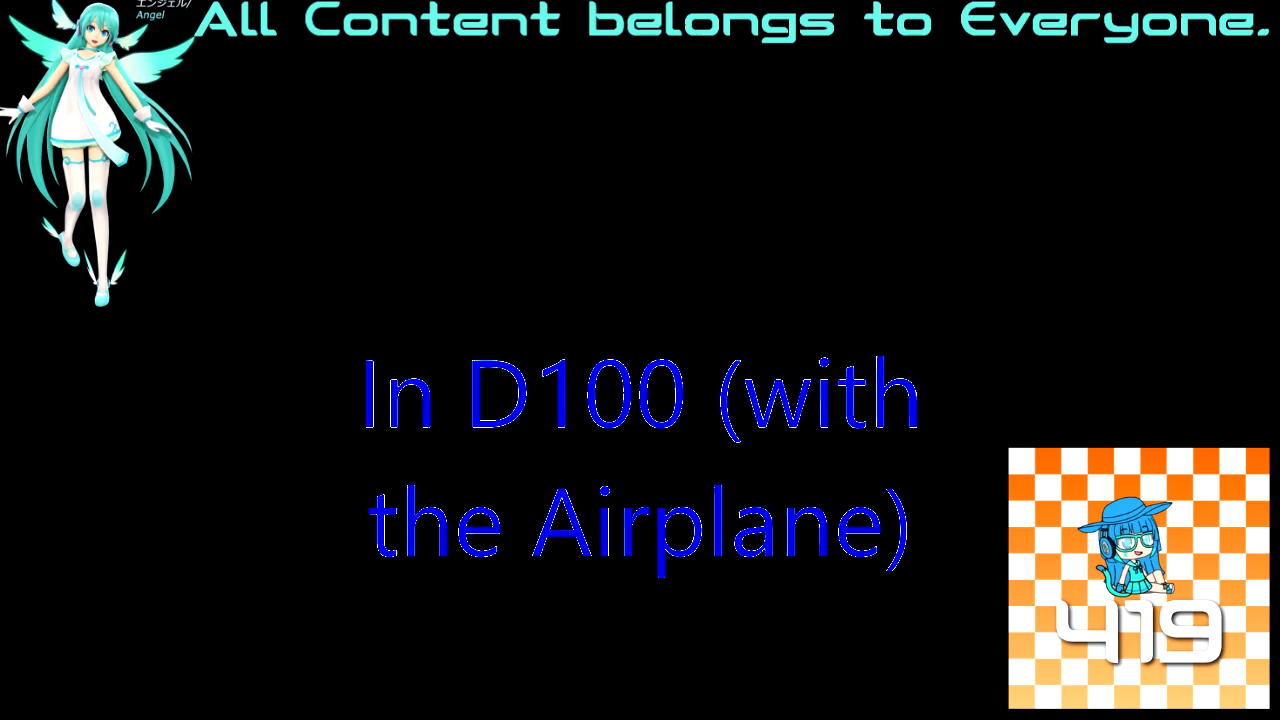 エンジェル/
Angel
All Content belongs to Everyone.
In D100 (with
the Airplane)
419